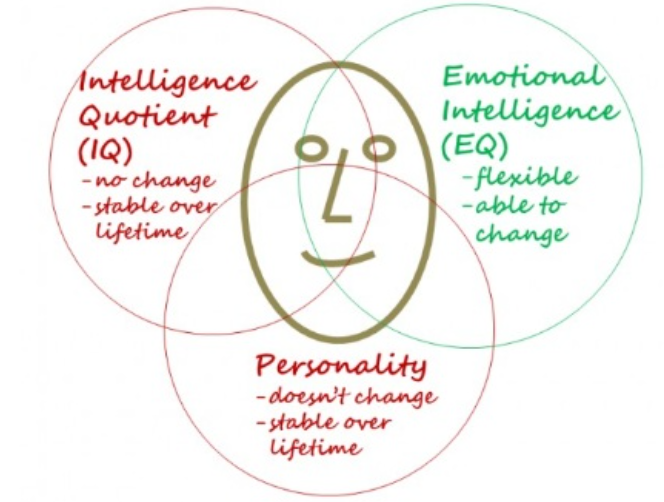 Intelligence
Quotient
(IQ)
-no change
-stable over
lifetime
Emotional
Intelligence
(EQ)
-flexible
-able to
change
Personality
-doesn't change
-stable over
lifetime